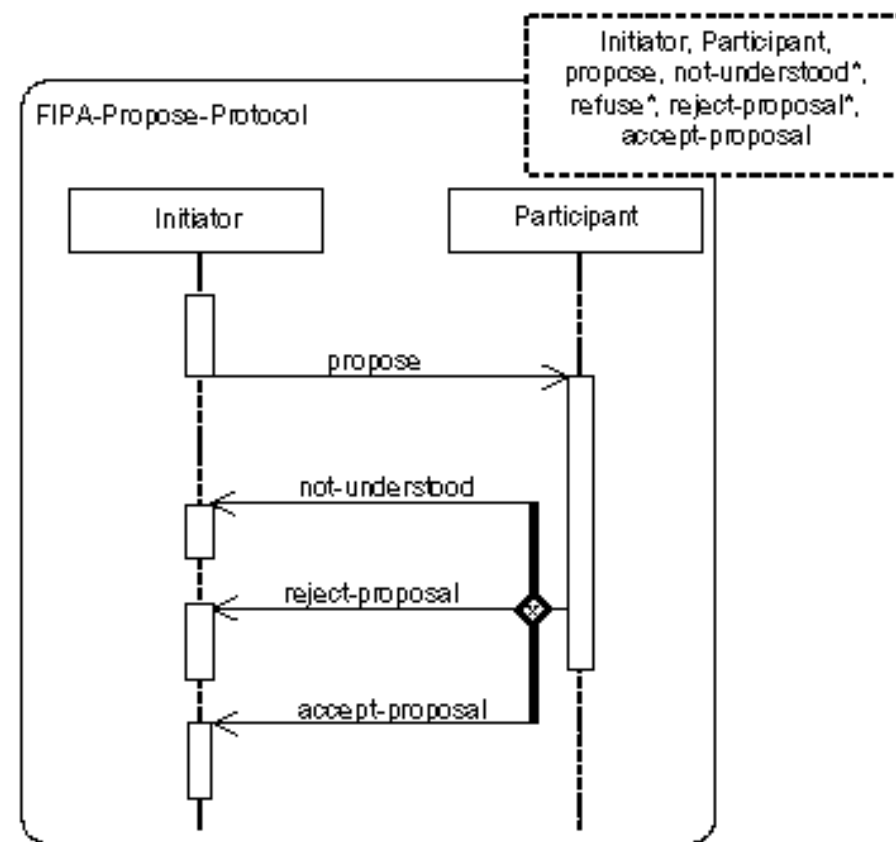 Initiator, Participant,
propose, not-understood*,
refuse*, reject-proposal*,
accept-proposal
FIPA-Propose-Protocol
Initiator
Participant
propose
not-understood
reject-proposal
x
accept-proposal